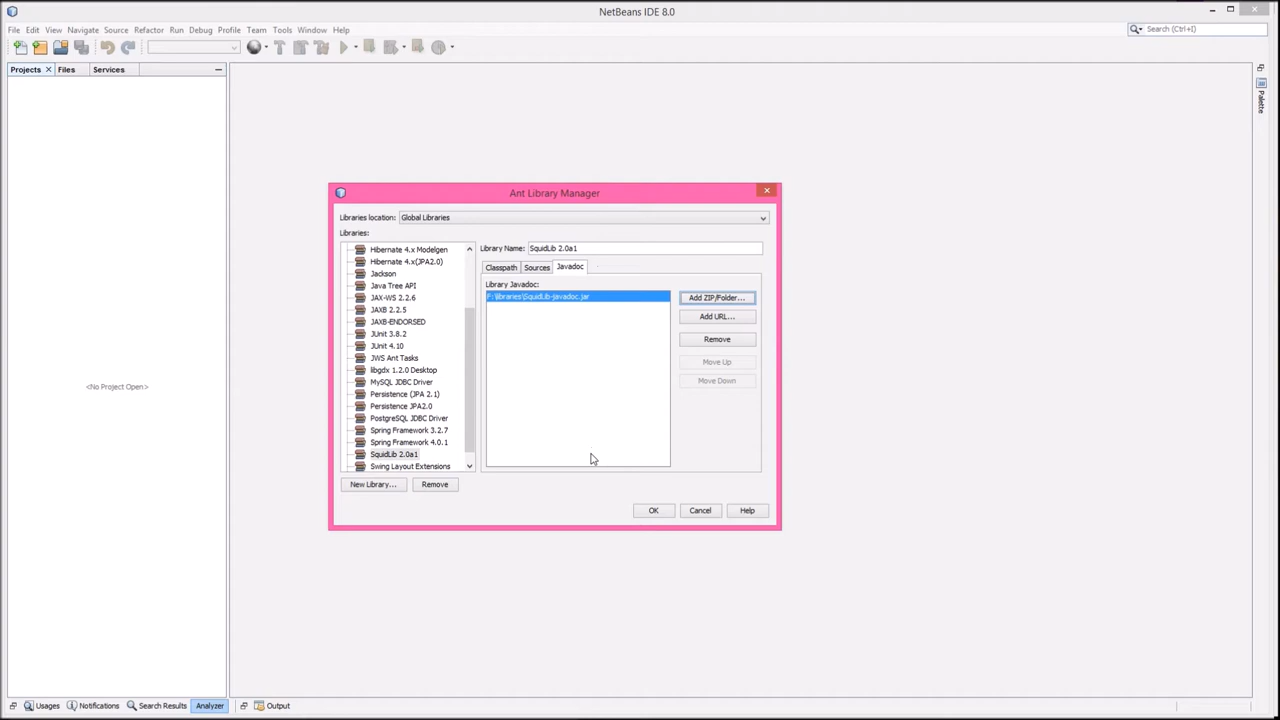 NetBeans IDE 8.0
File Edit View Navigate Source Refactor Run Debug Profile Team Tools Window Help
Search (Ctrl+I)
Projects Files Services
Palette
<No Project Open>
Ant Library Manager
Libraries location: Global Libraries
Libraries:
Library Name: SquidLib 2.0a1
Hibernate 4.x Modelgen
Hibernate 4.x(JPA2.0)
Jackson
Java Tree API
JAX-WS 2.2.6
JAXB 2.2.5
JAXB-ENDORSED
JUnit 3.8.2
JUnit 4.10
JWS Ant Tasks
libgdx 1.2.0 Desktop
MySQL JDBC Driver
Persistence (JPA 2.1)
Persistence JPA2.0
PostgreSQL JDBC Driver
Spring Framework 3.2.7
Spring Framework 4.0.1
SquidLib 2.0a1
Swing Layout Extensions
Classpath Sources Javadoc
Library Javadoc:
F:\libraries\SquidLib-javadoc.jar
Add ZIP/Folder...
Add URL...
Remove
Move Up
Move Down
New Library... Remove
OK Cancel Help
Usages Notifications Search Results Analyzer Output